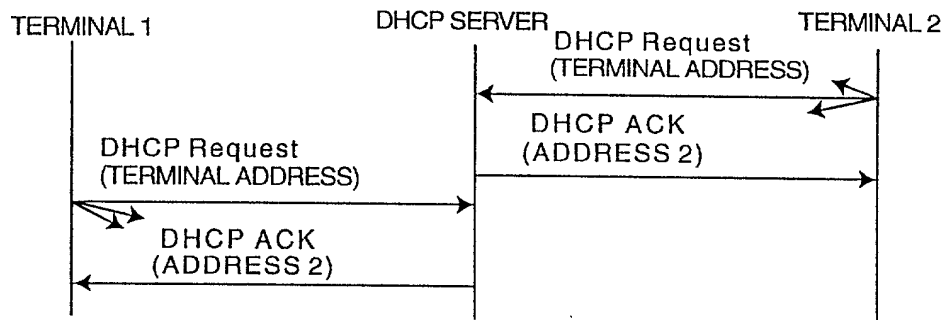 TERMINAL 1
DHCP SERVER
TERMINAL 2
DHCP Request
(TERMINAL ADDRESS)
DHCP ACK
(ADDRESS 2)
DHCP Request
(TERMINAL ADDRESS)
DHCP ACK
(ADDRESS 2)